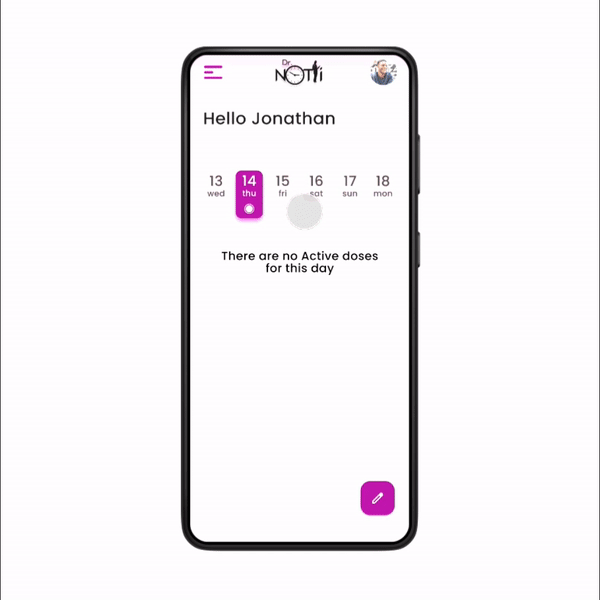 Dr.
NOTTi
Hello Jonathan
13 14 15 16 17 18
wed thu fri sat sun mon
There are no Active doses
for this day